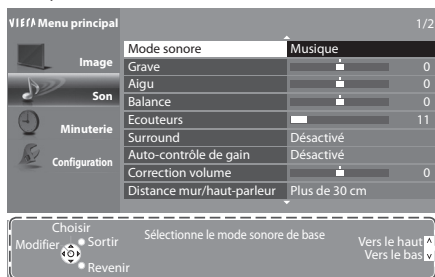 VIErA Menu principal 1/2
Image
Son
Minuterie
Configuration
Mode sonore Musique
Grave 0
Aigu 0
Balance 0
Ecouteurs 11
Surround Désactivé
Auto-contrôle de gain Désactivé
Correction volume 0
Distance mur/haut-parleur Plus de 30 cm
Choisir
Modifier
Sortir
Revenir
Sélectionne le mode sonore de base
Vers le haut
Vers le bas